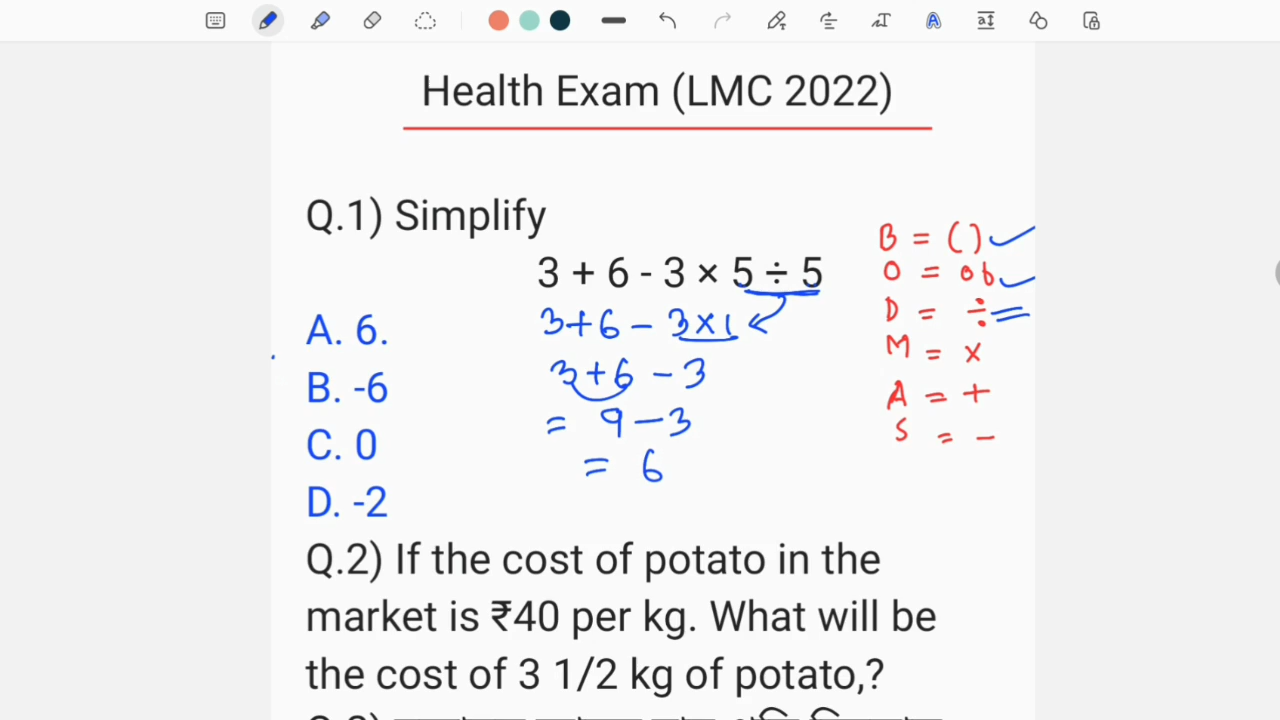 Health Exam (LMC 2022)
Q.1) Simplify
3 + 6 - 3 × 5 ÷ 5
3+6 - 3×1
3+6 - 3
= 9 - 3
= 6
A. 6.
B. -6
C. 0
D. -2
B = ( )
O = ob
D = ÷
M = ×
A = +
S = -
Q.2) If the cost of potato in the
market is ₹40 per kg. What will be
the cost of 3 1/2 kg of potato,?